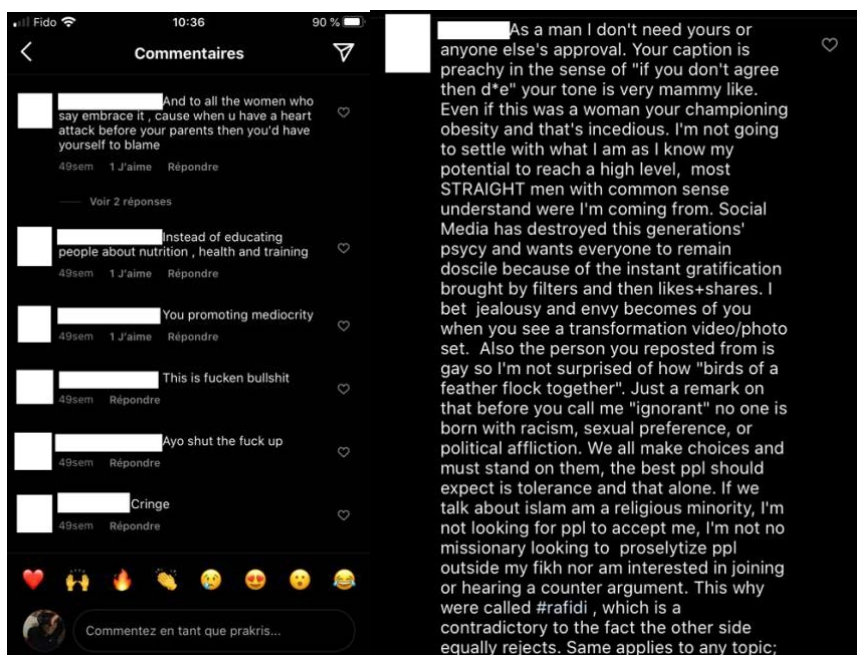 Fido
10:36
90 %
Commentaires
And to all the women who
say embrace it , cause when u have a heart
attack before your parents then you'd have
yourself to blame
49sem 1 J'aime Répondre
Voir 2 réponses
Instead of educating
people about nutrition , health and training
49sem 1 J'aime Répondre
You promoting mediocrity
49sem 1 J'aime Répondre
This is fucken bullshit
49sem Répondre
Ayo shut the fuck up
49sem Répondre
Cringe
49sem Répondre
Commentez en tant que prakris...
As a man I don't need yours or
anyone else's approval. Your caption is
preachy in the sense of "if you don't agree
then d*e" your tone is very mammy like.
Even if this was a woman your championing
obesity and that's incedious. I'm not going
to settle with what I am as I know my
potential to reach a high level, most
STRAIGHT men with common sense
understand were I'm coming from. Social
Media has destroyed this generations'
psycy and wants everyone to remain
doscile because of the instant gratification
brought by filters and then likes+shares. I
bet jealousy and envy becomes of you
when you see a transformation video/photo
set. Also the person you reposted from is
gay so I'm not surprised of how "birds of a
feather flock together". Just a remark on
that before you call me "ignorant" no one is
born with racism, sexual preference, or
political affliction. We all make choices and
must stand on them, the best ppl should
expect is tolerance and that alone. If we
talk about islam am a religious minority, I'm
not looking for ppl to accept me, I'm not no
missionary looking to proselytize ppl
outside my fikh nor am interested in joining
or hearing a counter argument. This why
were called #rafidi , which is a
contradictory to the fact the other side
equally rejects. Same applies to any topic;